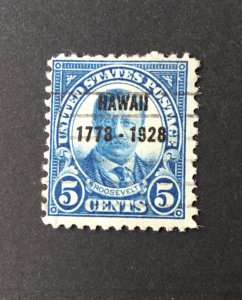 UNITED STATES POSTAGE
HAWAII
1778 - 1928
ROOSEVELT
5 CENTS 5